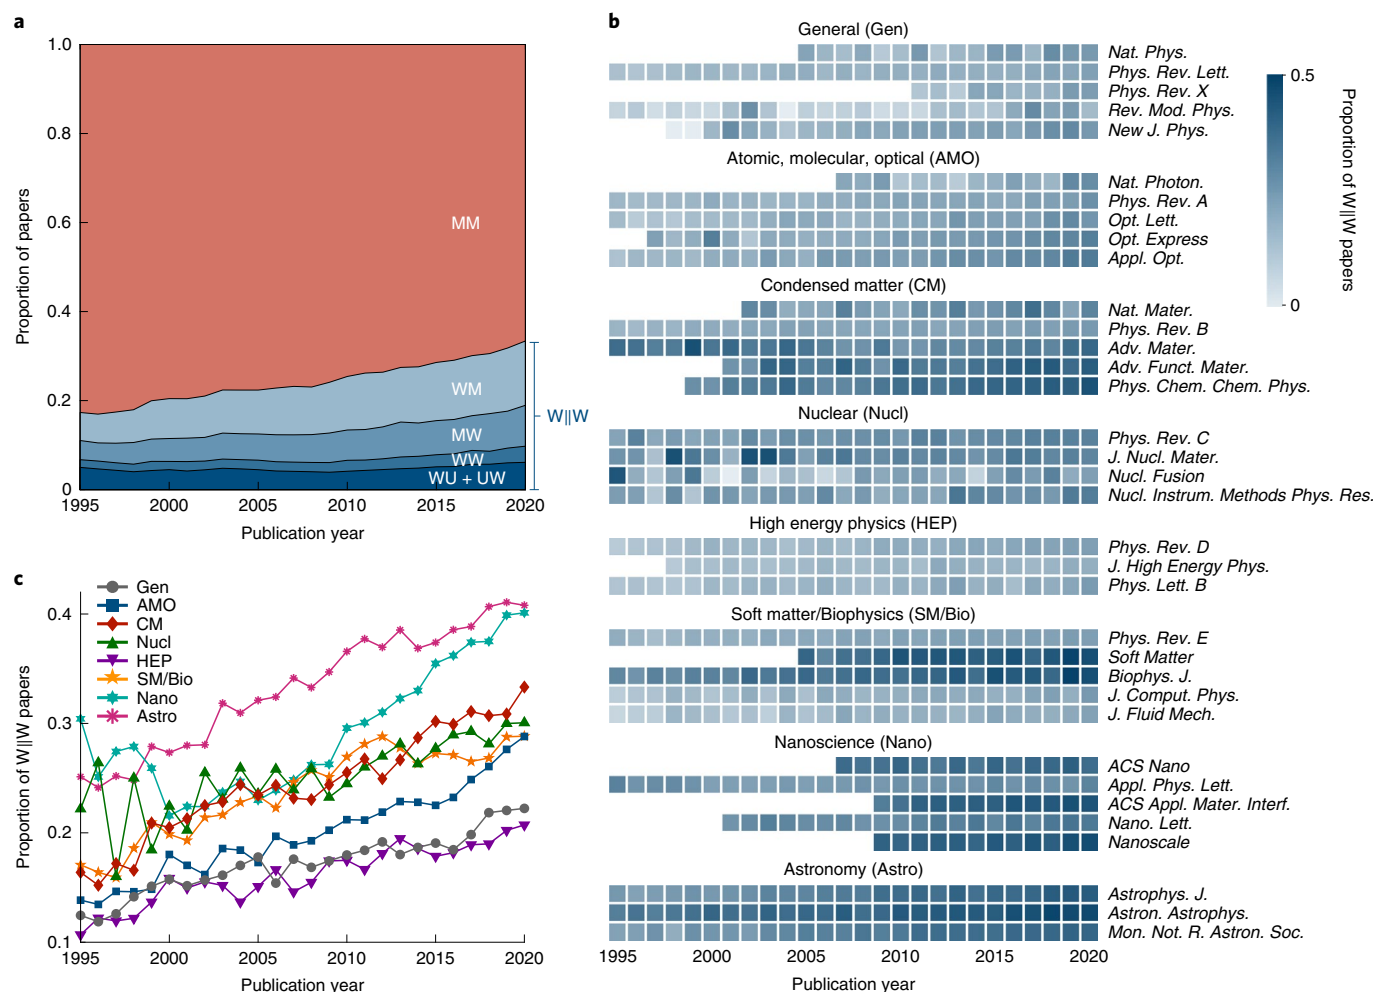 a
1.0
0.8
0.6
0.4
0.2
0
Proportion of papers
MM
WM
MW
WW
WU + UW
W||W
1995 2000 2005 2010 2015 2020
Publication year
b
General (Gen)
Nat. Phys.
Phys. Rev. Lett.
Phys. Rev. X
Rev. Mod. Phys.
New J. Phys.
Atomic, molecular, optical (AMO)
Nat. Photon.
Phys. Rev. A
Opt. Lett.
Opt. Express
Appl. Opt.
Condensed matter (CM)
Nat. Mater.
Phys. Rev. B
Adv. Mater.
Adv. Funct. Mater.
Phys. Chem. Chem. Phys.
Nuclear (Nucl)
Phys. Rev. C
J. Nucl. Mater.
Nucl. Fusion
Nucl. Instrum. Methods Phys. Res.
High energy physics (HEP)
Phys. Rev. D
J. High Energy Phys.
Phys. Lett. B
Soft matter/Biophysics (SM/Bio)
Phys. Rev. E
Soft Matter
Biophys. J.
J. Comput. Phys.
J. Fluid Mech.
Nanoscience (Nano)
ACS Nano
Appl. Phys. Lett.
ACS Appl. Mater. Interf.
Nano. Lett.
Nanoscale
Astronomy (Astro)
Astrophys. J.
Astron. Astrophys.
Mon. Not. R. Astron. Soc.
1995 2000 2005 2010 2015 2020
Publication year
0.5
0
Proportion of W||W papers
c
Gen
AMO
CM
Nucl
HEP
SM/Bio
Nano
Astro
0.4
0.3
0.2
0.1
Proportion of W||W papers
1995 2000 2005 2010 2015 2020
Publication year